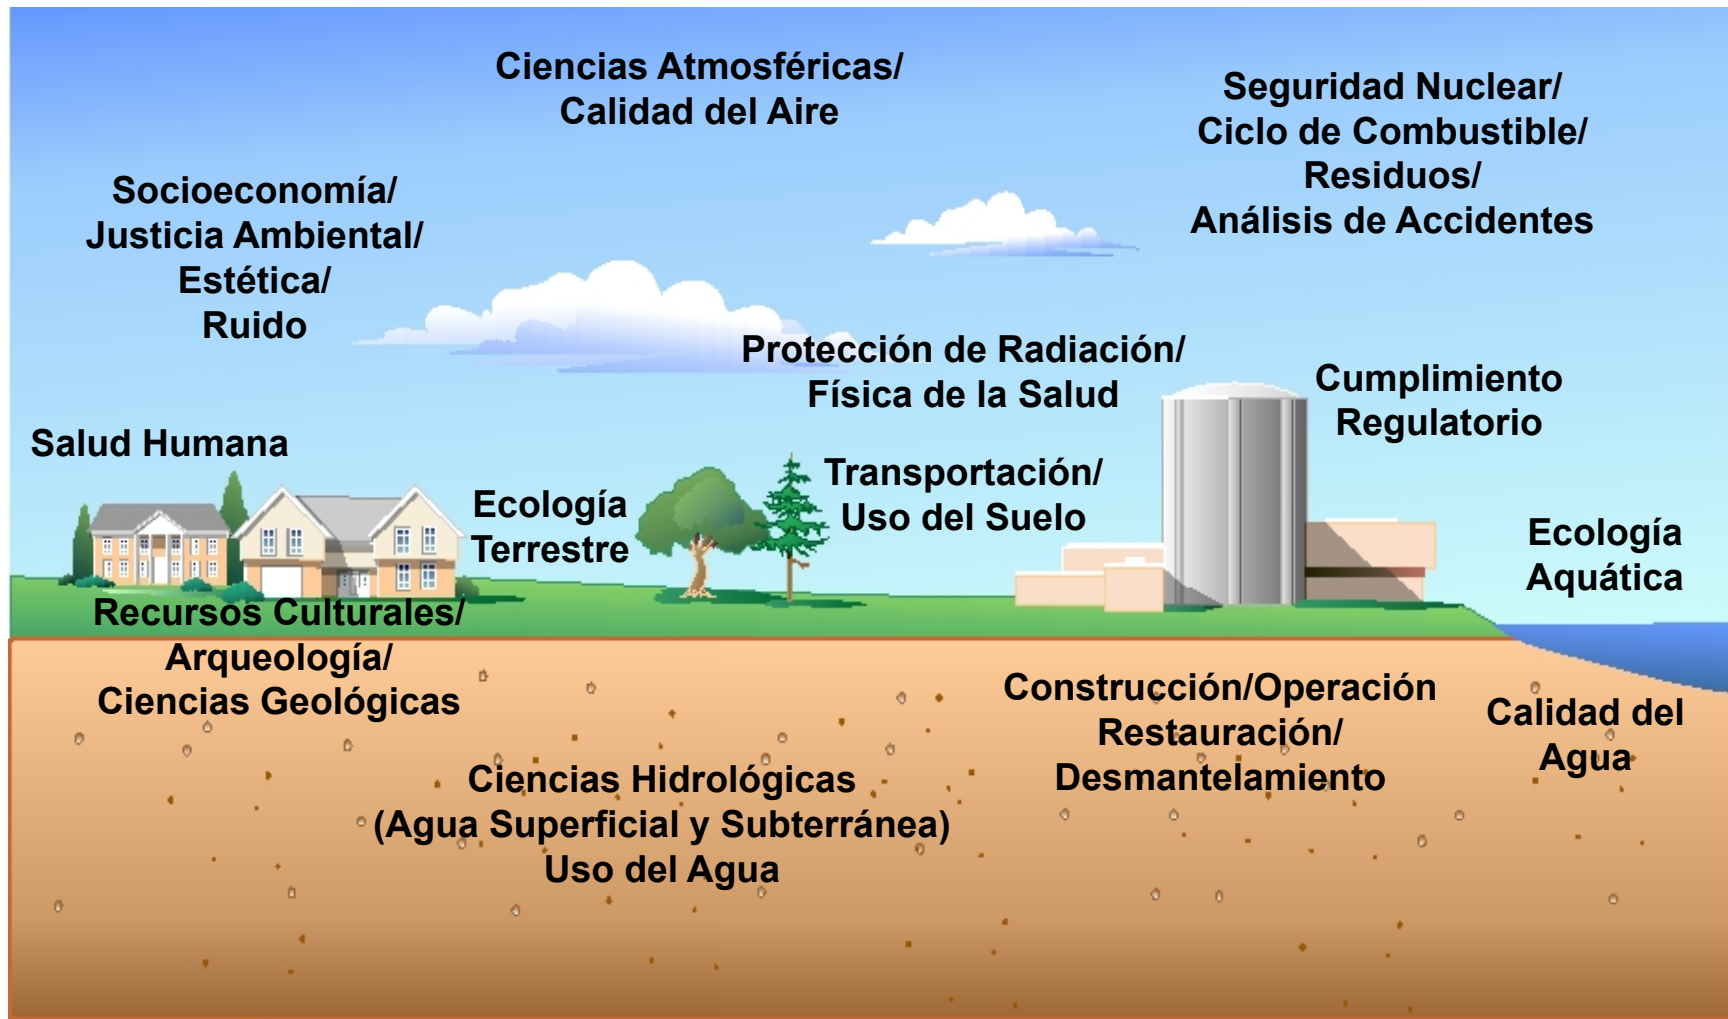 Ciencias Atmosféricas/
Calidad del Aire
Seguridad Nuclear/
Ciclo de Combustible/
Residuos/
Análisis de Accidentes
Socioeconomía/
Justicia Ambiental/
Estética/
Ruido
Protección de Radiación/
Física de la Salud
Cumplimiento
Regulatorio
Salud Humana
Ecología
Terrestre
Transportación/
Uso del Suelo
Ecología
Aquática
Recursos Culturales/
Arqueología/
Ciencias Geológicas
Construcción/Operación
Restauración/
Desmantelamiento
Calidad del
Agua
Ciencias Hidrológicas
(Agua Superficial y Subterránea)
Uso del Agua